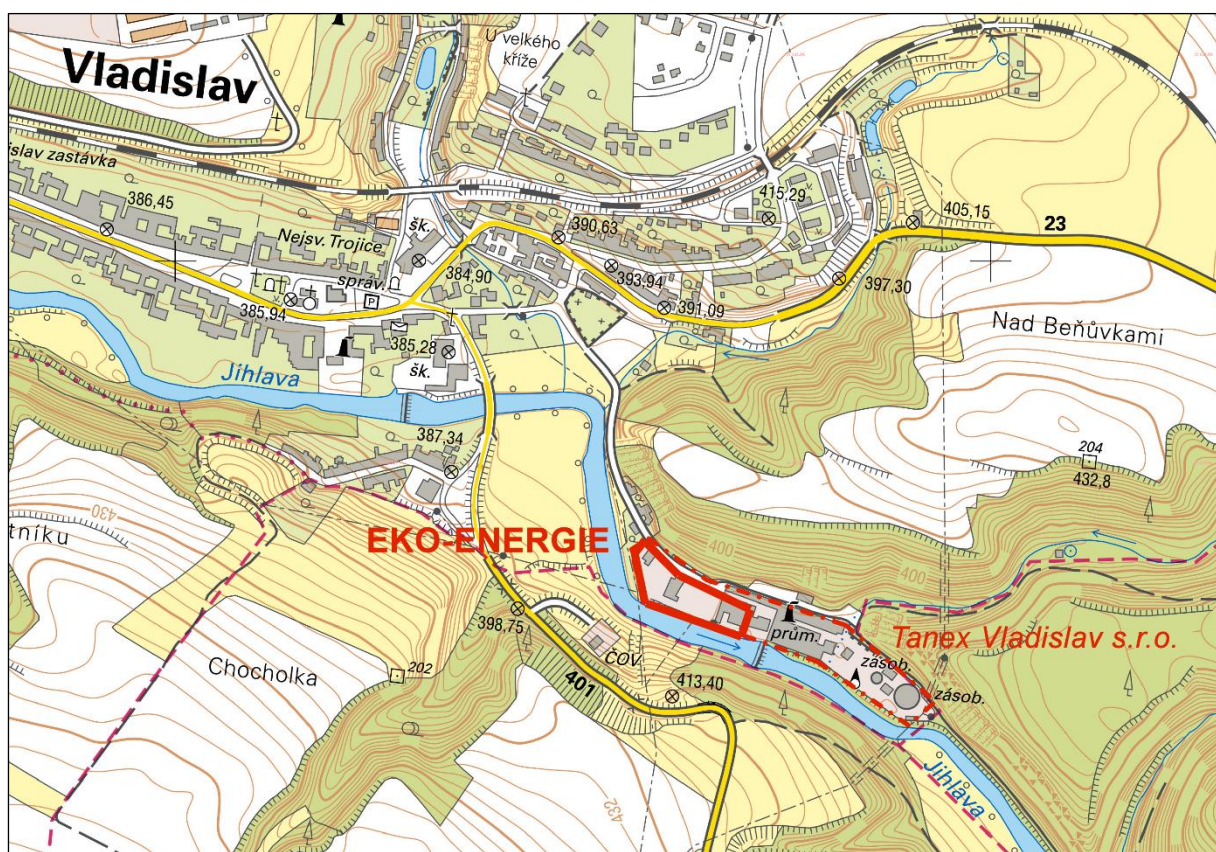 U velkého
kříže
Vladislav
islav zastávka
386,45
415,29
405,15
23
390,63
šk.
Nejsv. Trojice
393,94
384,90
správ.
397,30
385,94
P
391,09
Nad Beňůvkami
385,28
Jihlava
šk.
387,34
204
432,8
430
tníku
EKO-ENERGIE
400
400
398,75
prům.
Tanex Vladislav s.r.o.
202
ČOV
zásob.
Chocholka
401
413,40
zásob.
Jihlava
432